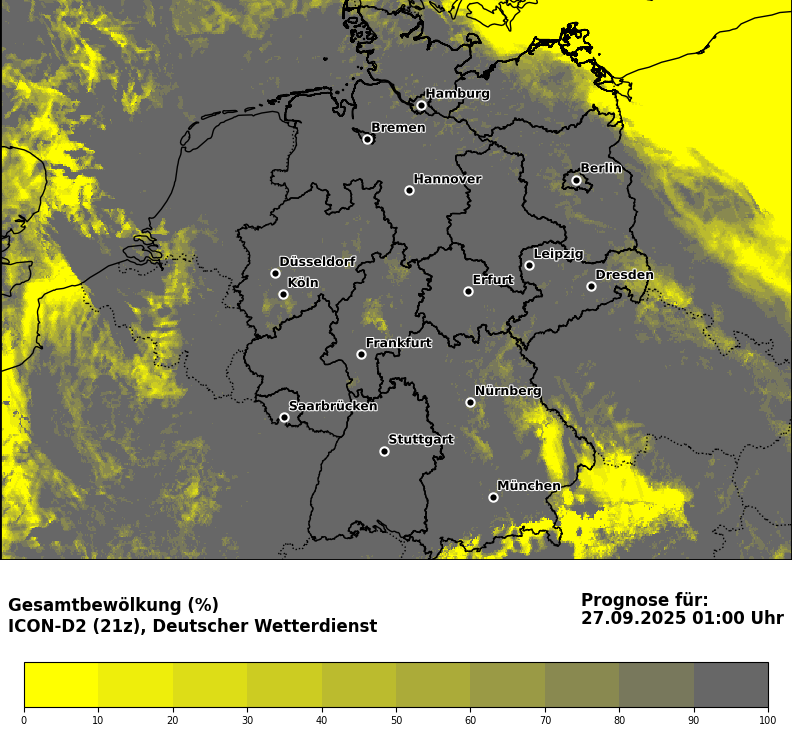 Hamburg
Bremen
Berlin
Hannover
Leipzig
Düsseldorf
Dresden
Köln
Erfurt
Frankfurt
Nürnberg
Saarbrücken
Stuttgart
München
Gesamtbewölkung (%)
ICON-D2 (21z), Deutscher Wetterdienst
Prognose für:
27.09.2025 01:00 Uhr
0 10 20 30 40 50 60 70 80 90 100